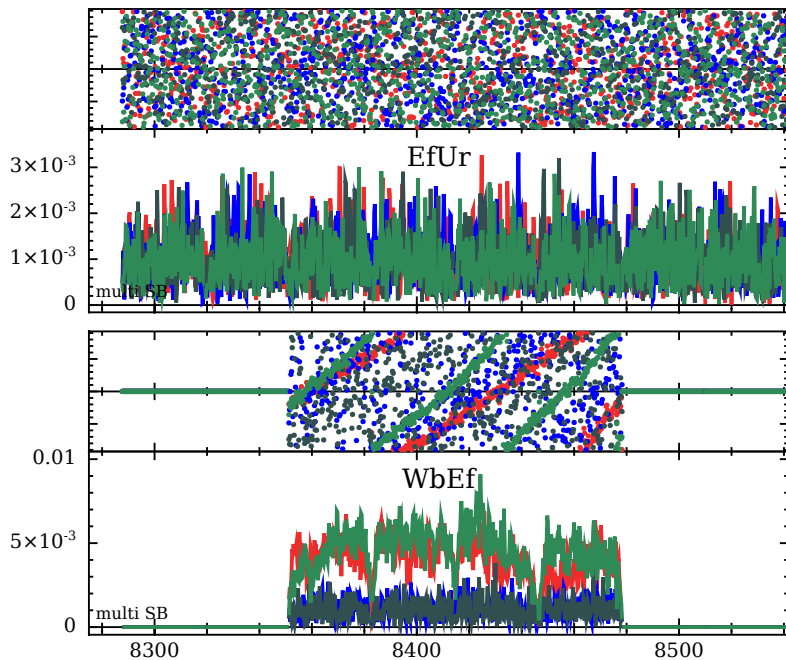 EfUr
3×10⁻³
2×10⁻³
1×10⁻³
0
multi SB
0.01
WbEf
5×10⁻³
multi SB
0
8300 8400 8500